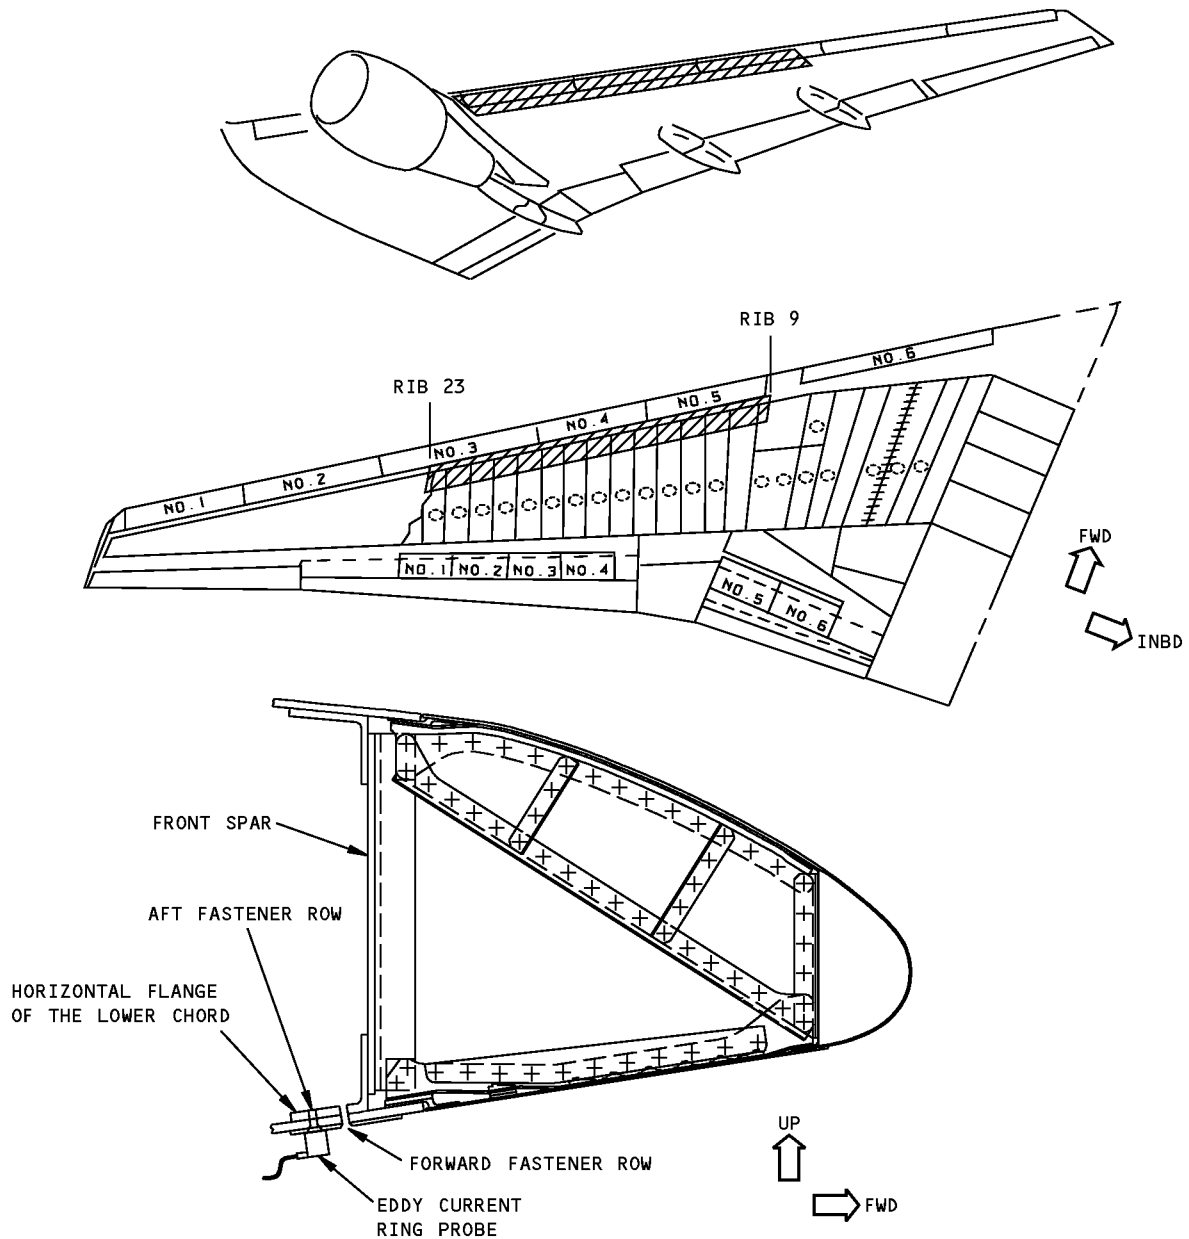 RIB 9
NO.6
RIB 23
NO.5
NO.4
NO.3
NO.2
NO.1
FWD
NO.1 NO.2 NO.3 NO.4
NO.5
NO.6
INBD
FRONT SPAR
AFT FASTENER ROW
HORIZONTAL FLANGE
OF THE LOWER CHORD
UP
FORWARD FASTENER ROW
EDDY CURRENT
RING PROBE
FWD